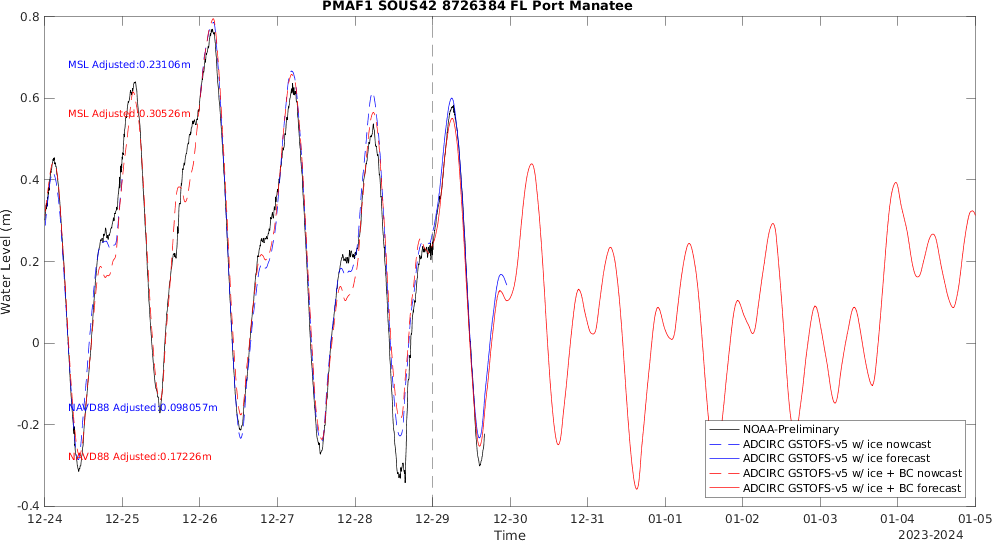 PMAF1 SOUS42 8726384 FL Port Manatee
0.8
MSL Adjusted:0.23106m
0.6
MSL Adjusted:0.30526m
0.4
Water Level (m)
0.2
0
NAVD88 Adjusted:0.098057m
-0.2
NAVD88 Adjusted:0.17226m
-0.4
NOAA-Preliminary
ADCIRC GSTOFS-v5 w/ ice nowcast
ADCIRC GSTOFS-v5 w/ ice forecast
ADCIRC GSTOFS-v5 w/ ice + BC nowcast
ADCIRC GSTOFS-v5 w/ ice + BC forecast
12-24 12-25 12-26 12-27 12-28 12-29 12-30 12-31 01-01 01-02 01-03 01-04 01-05
Time
2023-2024